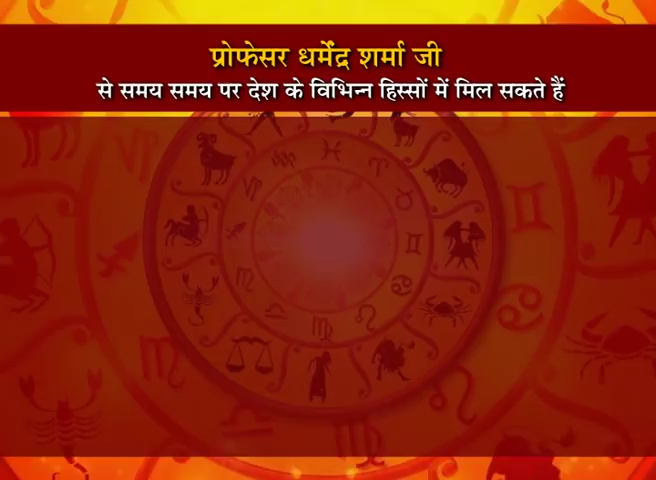 प्रोफेसर धर्मेंद्र शर्मा जी
से समय समय पर देश के विभिन्न हिस्सों में मिल सकते हैं